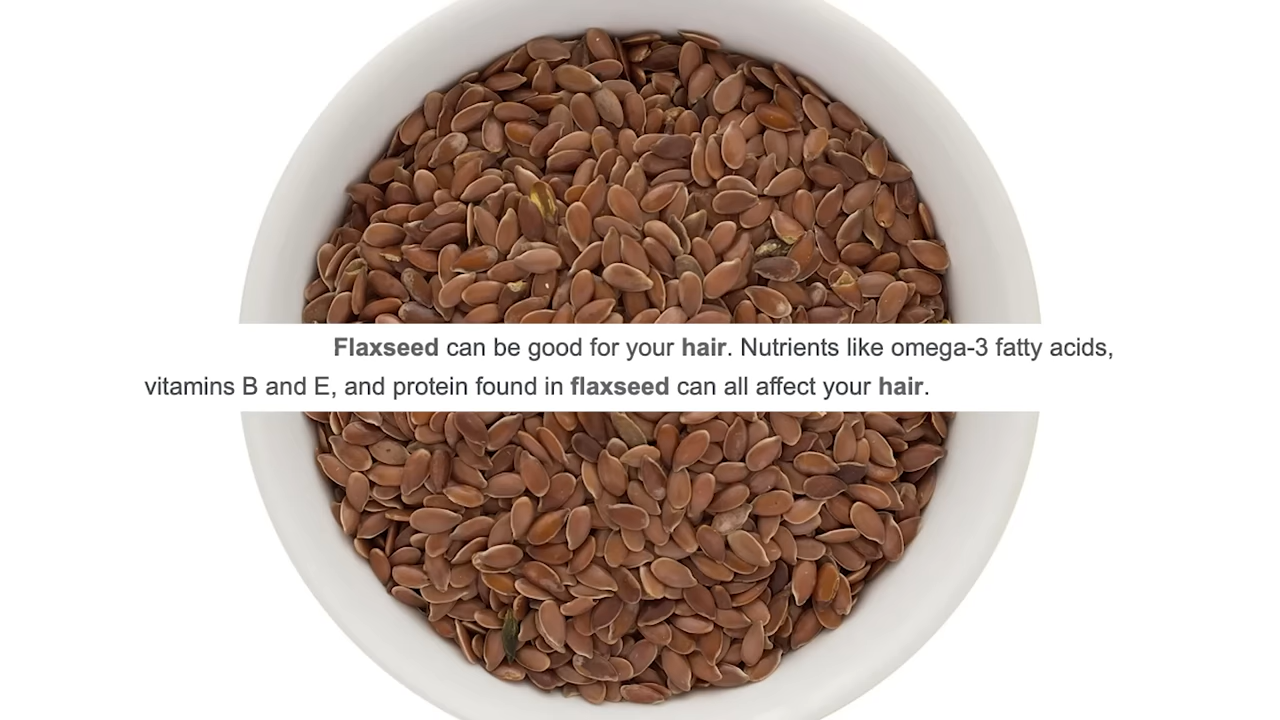 Flaxseed can be good for your hair. Nutrients like omega-3 fatty acids,
vitamins B and E, and protein found in flaxseed can all affect your hair.